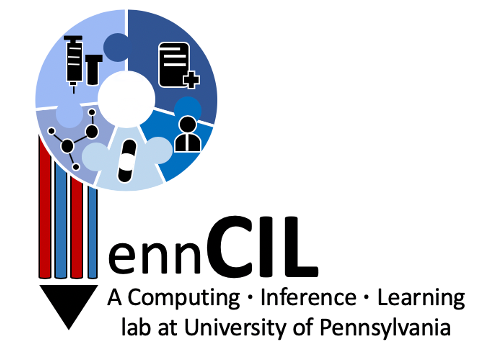 ennCIL
A Computing · Inference · Learning
lab at University of Pennsylvania